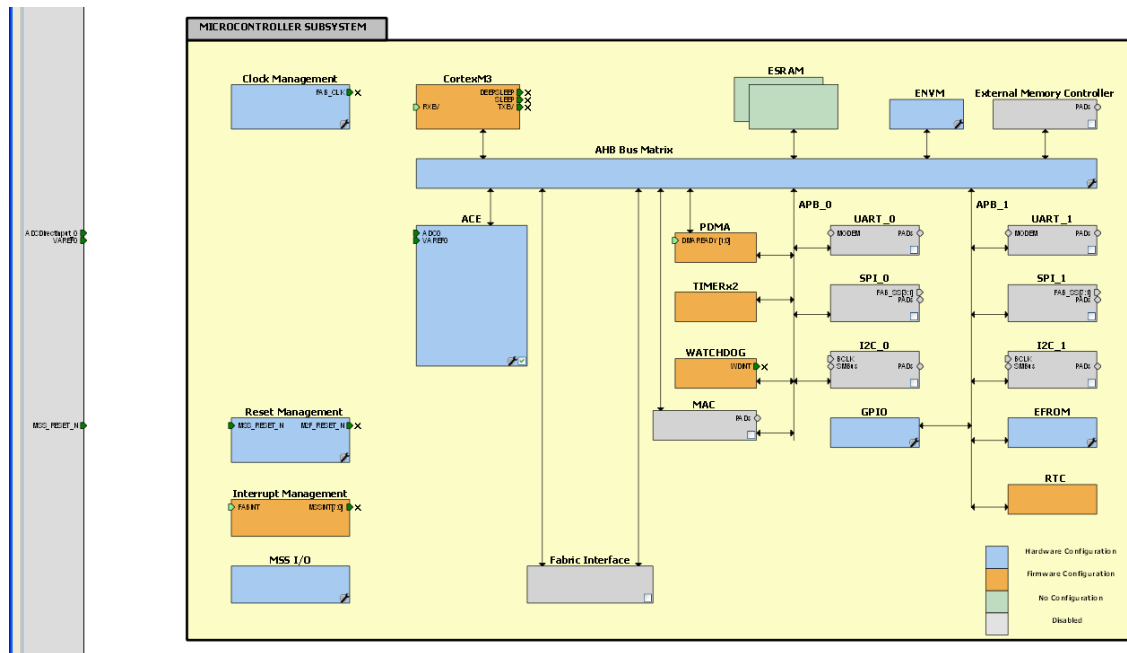 MICROCONTROLLER SUBSYSTEM
Clock Management
FAB_CLK
CortexM3
DEEPSLEEP
SLEEP
RXEV
TXEV
ESRAM
ENVM
External Memory Controller
PADs
AHB Bus Matrix
ADCDirectInput_0
VAREF0
ACE
ADC0
VAREF0
PDMA
DMAREADY [1:0]
APB_0
UART_0
MODEM
PADs
APB_1
UART_1
MODEM
PADs
TIMERx2
SPI_0
FAB_SS[3:1]
PADs
SPI_1
FAB_SS[7:1]
PADs
WATCHDOG
WDINT
I2C_0
BCLK
SMBus
PADs
I2C_1
BCLK
SMBus
PADs
MAC
PADs
GPIO
EFROM
MSS_RESET_N
Reset Management
MSS_RESET_N
M2F_RESET_N
RTC
Interrupt Management
FABINT
MSSINT[7:0]
MSS I/O
Fabric Interface
Hardware Configuration
Firmware Configuration
No Configuration
Disabled